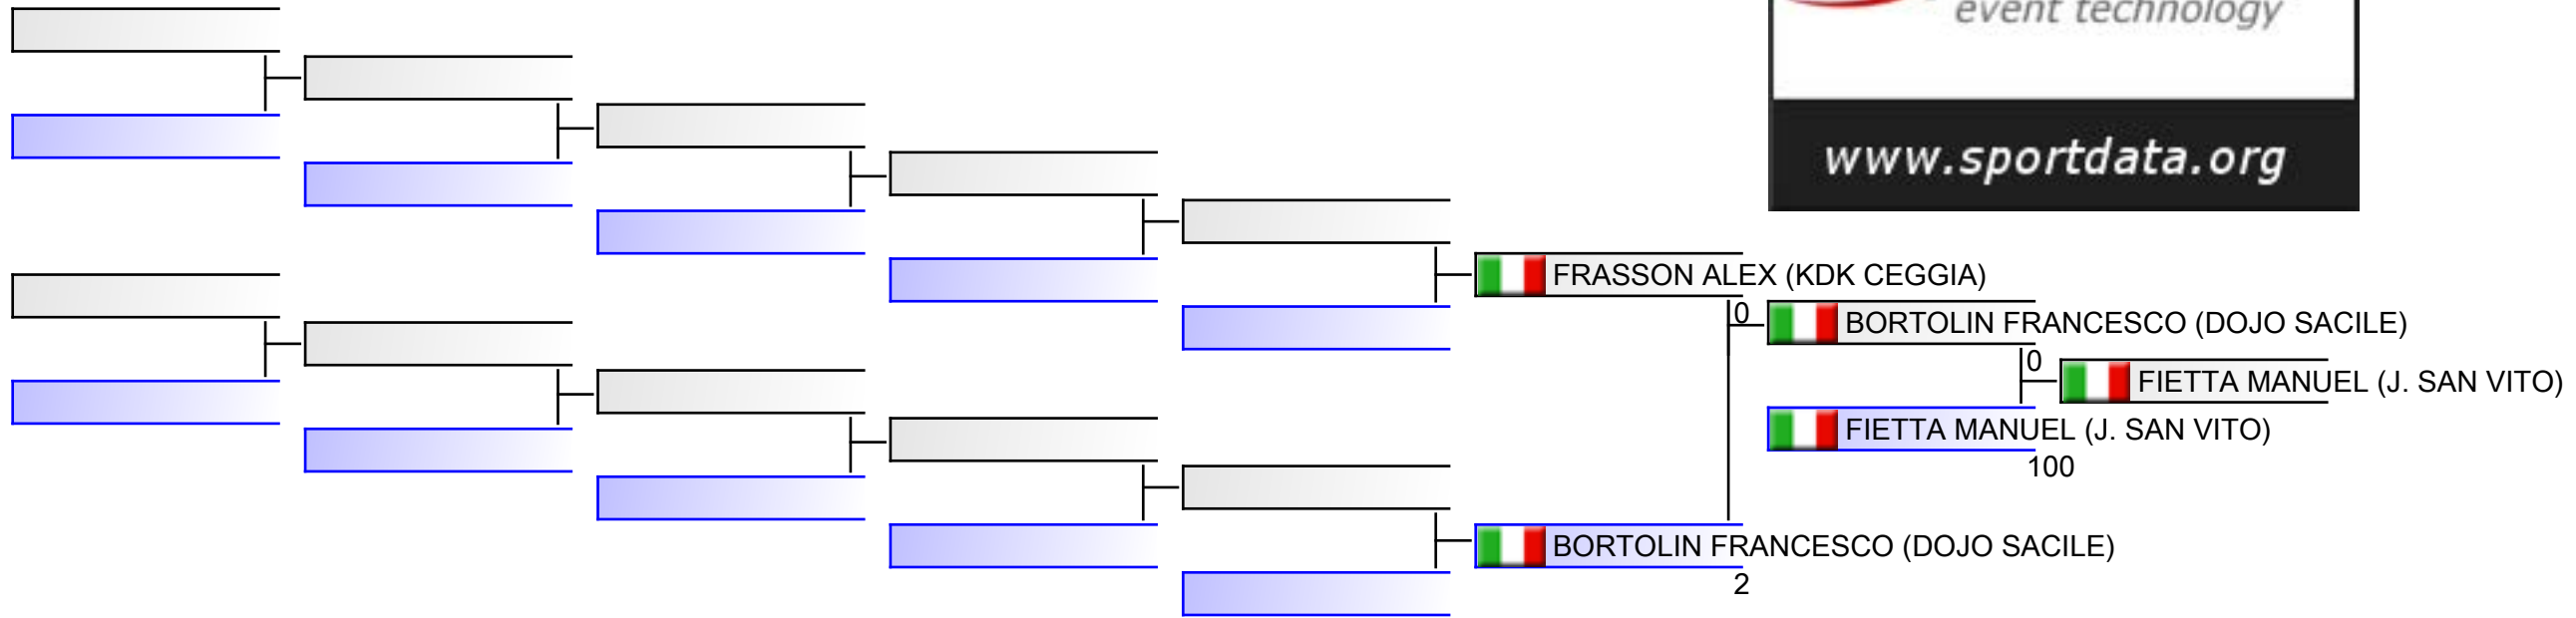 event technology
www.sportdata.org
FRASSON ALEX (KDK CEGGIA)
0
BORTOLIN FRANCESCO (DOJO SACILE)
0
FIETTA MANUEL (J. SAN VITO)
FIETTA MANUEL (J. SAN VITO)
100
BORTOLIN FRANCESCO (DOJO SACILE)
2